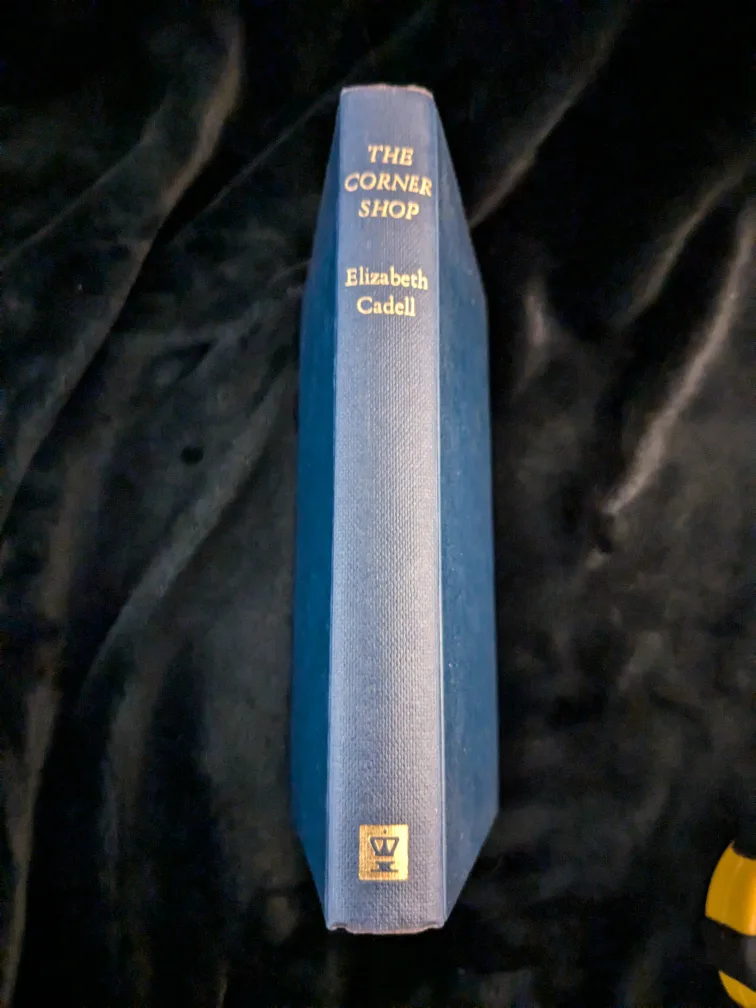 THE
CORNER
SHOP
Elizabeth
Cadell